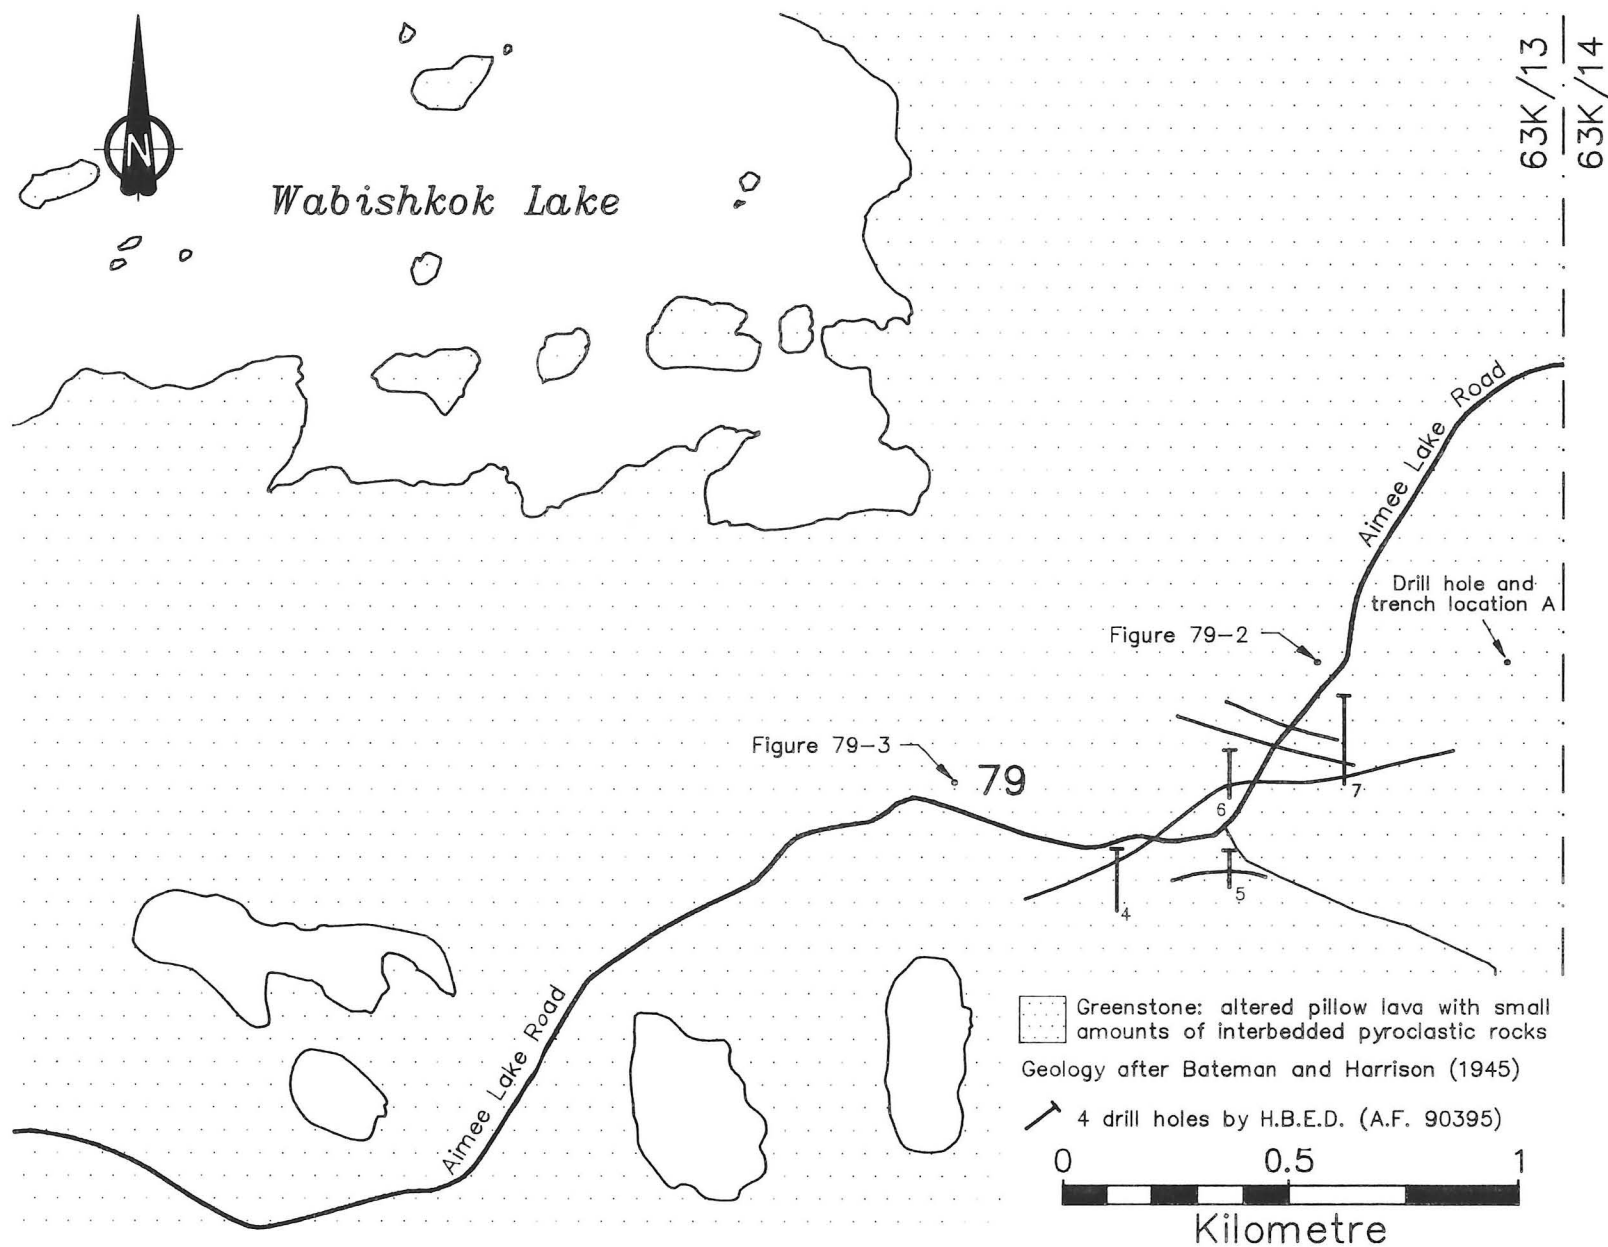 63K/13
63K/14
N
Wabishkok Lake
Aimee Lake Road
Drill hole and
trench location A
Figure 79-2
Figure 79-3
79
7
6
5
4
Aimee Lake Road
Greenstone: altered pillow lava with small
amounts of interbedded pyroclastic rocks
Geology after Bateman and Harrison (1945)
4 drill holes by H.B.E.D. (A.F. 90395)
0 0.5 1
Kilometre